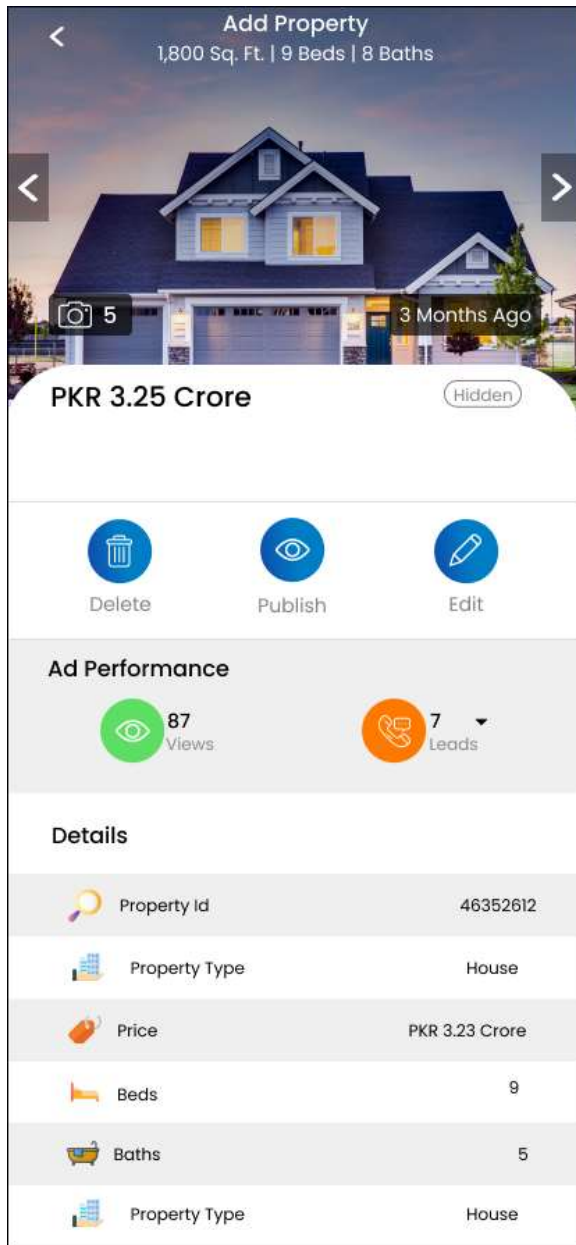 Add Property
1,800 Sq. Ft. | 9 Beds | 8 Baths
5
3 Months Ago
PKR 3.25 Crore
Hidden
Delete
Publish
Edit
Ad Performance
87
Views
7
Leads
Details
Property Id 46352612
Property Type House
Price PKR 3.23 Crore
Beds 9
Baths 5
Property Type House